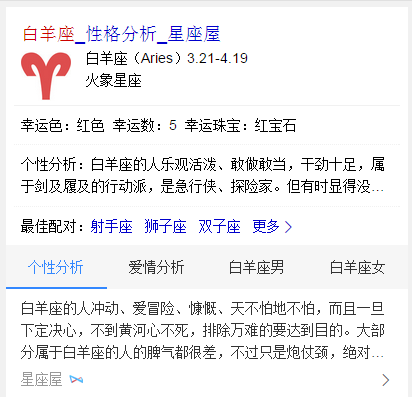 白羊座_性格分析_星座屋
白羊座（Aries）3.21-4.19
火象星座
幸运色：红色 幸运数：5 幸运珠宝：红宝石
个性分析：白羊座的人乐观活泼、敢做敢当，干劲十足，属
于剑及履及的行动派，是急行侠、探险家。但有时显得没...
最佳配对：射手座 狮子座 双子座 更多
个性分析 爱情分析 白羊座男 白羊座女
白羊座的人冲动、爱冒险、慷慨、天不怕地不怕，而且一旦
下定决心，不到黄河心不死，排除万难的要达到目的。大部
分属于白羊座的人的脾气都很差，不过只是炮仗颈，绝对...
星座屋